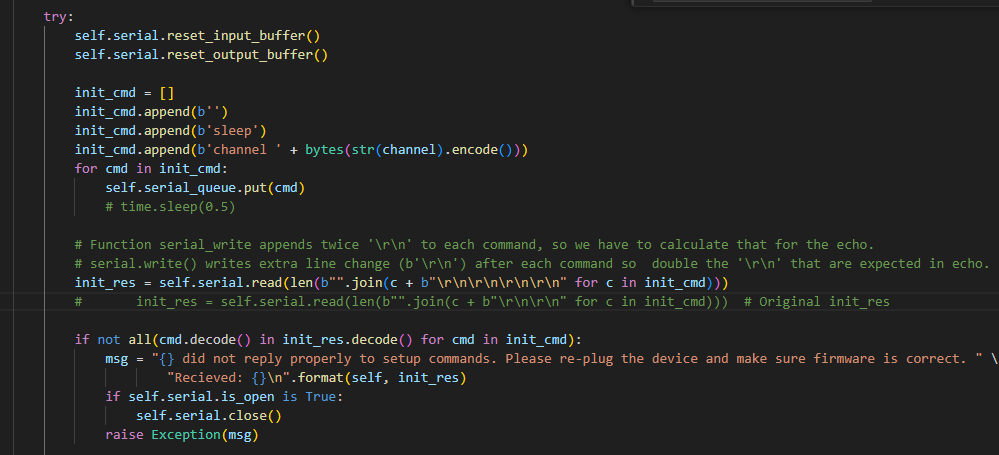 try:
self.serial.reset_input_buffer()
self.serial.reset_output_buffer()
init_cmd = []
init_cmd.append(b'')
init_cmd.append(b'sleep')
init_cmd.append(b'channel ' + bytes(str(channel).encode()))
for cmd in init_cmd:
self.serial_queue.put(cmd)
# time.sleep(0.5)
# Function serial_write appends twice '\r\n' to each command, so we have to calculate that for the echo.
# serial.write() writes extra line change (b'\r\n') after each command so  double the '\r\n' that are expected in echo.
init_res = self.serial.read(len(b"".join(c + b"\r\n\r\n\r\n\r\n" for c in init_cmd)))
#       init_res = self.serial.read(len(b"".join(c + b"\r\n\r\n" for c in init_cmd)))  # Original init_res
if not all(cmd.decode() in init_res.decode() for cmd in init_cmd):
msg = "{} did not reply properly to setup commands. Please re-plug the device and make sure firmware is correct. " \
"Recieved: {}\n".format(self, init_res)
if self.serial.is_open is True:
self.serial.close()
raise Exception(msg)